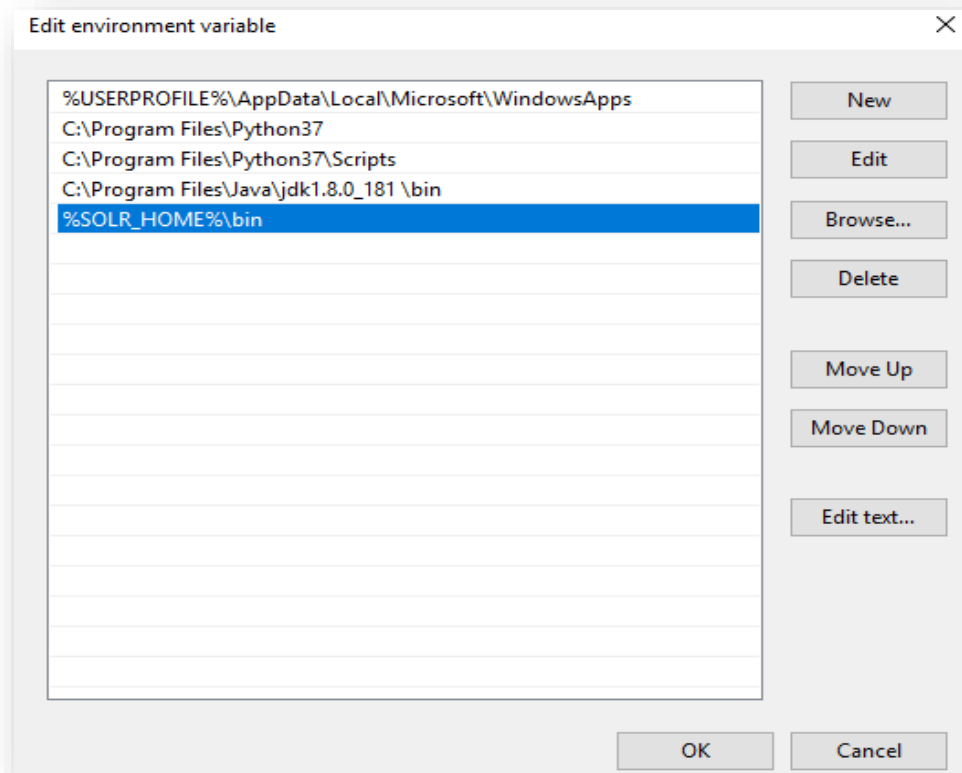 Edit environment variable
%USERPROFILE%\AppData\Local\Microsoft\WindowsApps
C:\Program Files\Python37
C:\Program Files\Python37\Scripts
C:\Program Files\Java\jdk1.8.0_181 \bin
%SOLR_HOME%\bin
New
Edit
Browse...
Delete
Move Up
Move Down
Edit text...
OK
Cancel